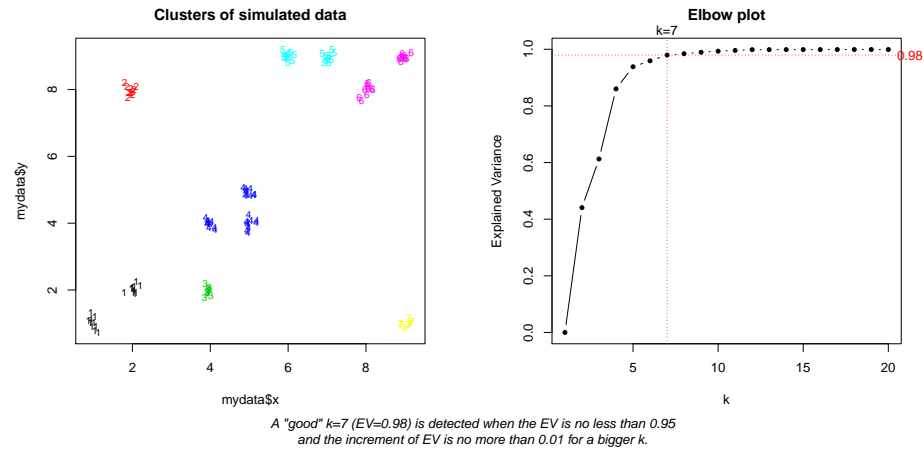 Clusters of simulated data
Elbow plot
k=7
mydata$y
2
4
6
8
2
4
6
8
mydata$x
Explained Variance
0.0
0.2
0.4
0.6
0.8
1.0
0.98
5
10
15
20
k
A "good" k=7 (EV=0.98) is detected when the EV is no less than 0.95
and the increment of EV is no more than 0.01 for a bigger k.